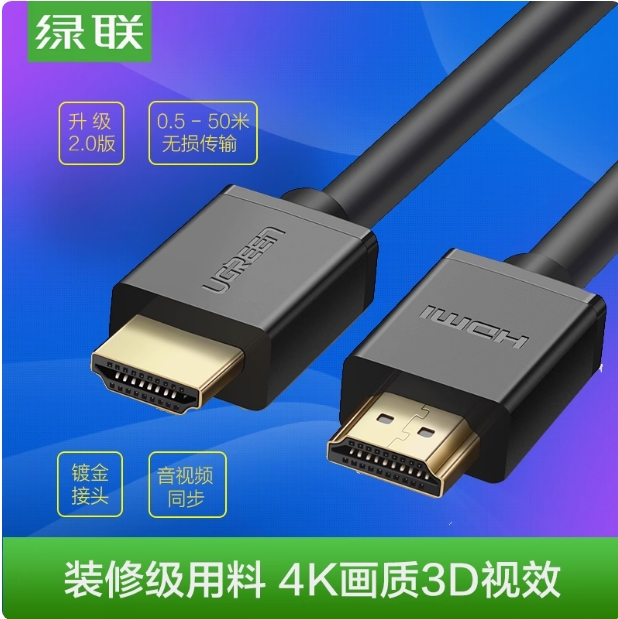 绿联
升级
2.0版
0.5-50米
无损传输
UGREEN
HDMI
镀金
接头
音视频
同步
装修级用料 4K画质3D视效